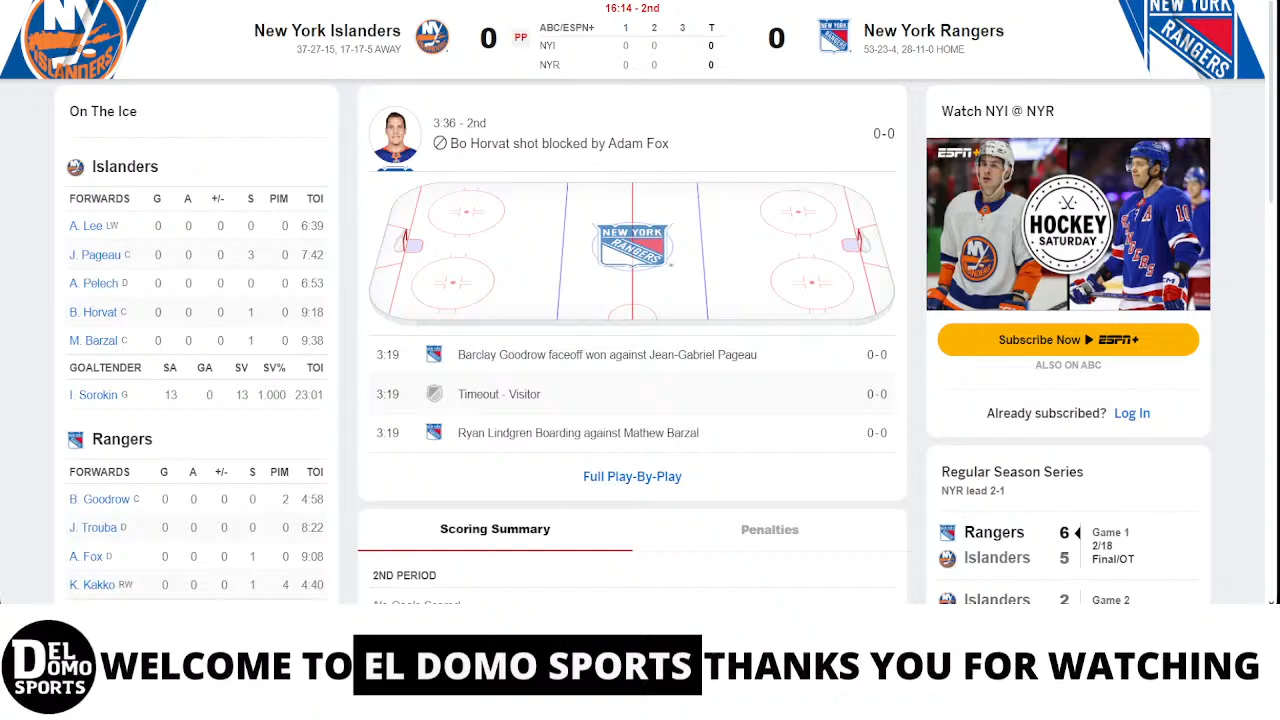 16:14 - 2nd
New York Islanders
37-27-15, 17-17-5 AWAY
0
PP
ABC/ESPN+ 1 2 3 T
NYI 0 0 0
NYR 0 0 0
0
New York Rangers
53-23-4, 28-11-0 HOME
NY
ISLANDERS
NEW YORK
RANGERS
On The Ice
Islanders
FORWARDS G A +/- S PIM TOI
A. Lee LW 0 0 0 0 0 6:39
J. Pageau C 0 0 0 3 0 7:42
A. Pelech D 0 0 0 0 0 6:53
B. Horvat C 0 0 0 1 0 9:18
M. Barzal C 0 0 0 1 0 9:38
GOALTENDER SA GA SV SV% TOI
I. Sorokin G 13 0 13 1.000 23:01
Rangers
FORWARDS G A +/- S PIM TOI
B. Goodrow C 0 0 0 0 2 4:58
J. Trouba D 0 0 0 0 0 8:22
A. Fox D 0 0 0 1 0 9:08
K. Kakko RW 0 0 0 1 4 4:40
3:36 - 2nd
Bo Horvat shot blocked by Adam Fox
0-0
NEW YORK
RANGERS
3:19 Barclay Goodrow faceoff won against Jean-Gabriel Pageau 0-0
3:19 Timeout - Visitor 0-0
3:19 Ryan Lindgren Boarding against Mathew Barzal 0-0
Full Play-By-Play
Scoring Summary Penalties
2ND PERIOD
Watch NYI @ NYR
ESPN+
HOCKEY
SATURDAY
NY
RANGERS
A
10
Subscribe Now ESPN+
ALSO ON ABC
Already subscribed? Log In
Regular Season Series
NYR lead 2-1
Rangers 6
Islanders 5
Game 1
2/18
Final/OT
Islanders 2 Game 2
DEL
DOMO
SPORTS
WELCOME TO EL DOMO SPORTS THANKS YOU FOR WATCHING